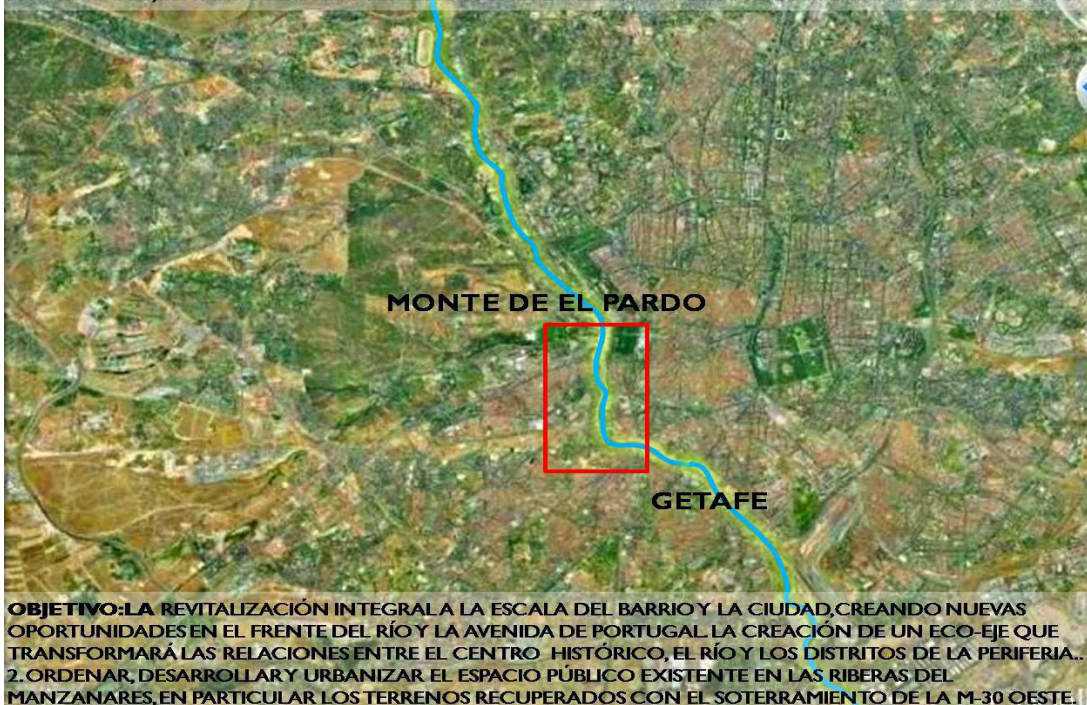 MONTE DE EL PARDO
GETAFE
OBJETIVO:LA REVITALIZACIÓN INTEGRAL A LA ESCALA DEL BARRIO Y LA CIUDAD,CREANDO NUEVAS
OPORTUNIDADES EN EL FRENTE DEL RÍO Y LA AVENIDA DE PORTUGAL. LA CREACIÓN DE UN ECO-EJE QUE
TRANSFORMARÁ LAS RELACIONES ENTRE EL CENTRO HISTÓRICO, EL RÍO Y LOS DISTRITOS DE LA PERIFERIA..
2. ORDENAR, DESARROLLAR Y URBANIZAR EL ESPACIO PÚBLICO EXISTENTE EN LAS RIBERAS DEL
MANZANARES, EN PARTICULAR LOS TERRENOS RECUPERADOS CON EL SOTERRAMIENTO DE LA M-30 OESTE.